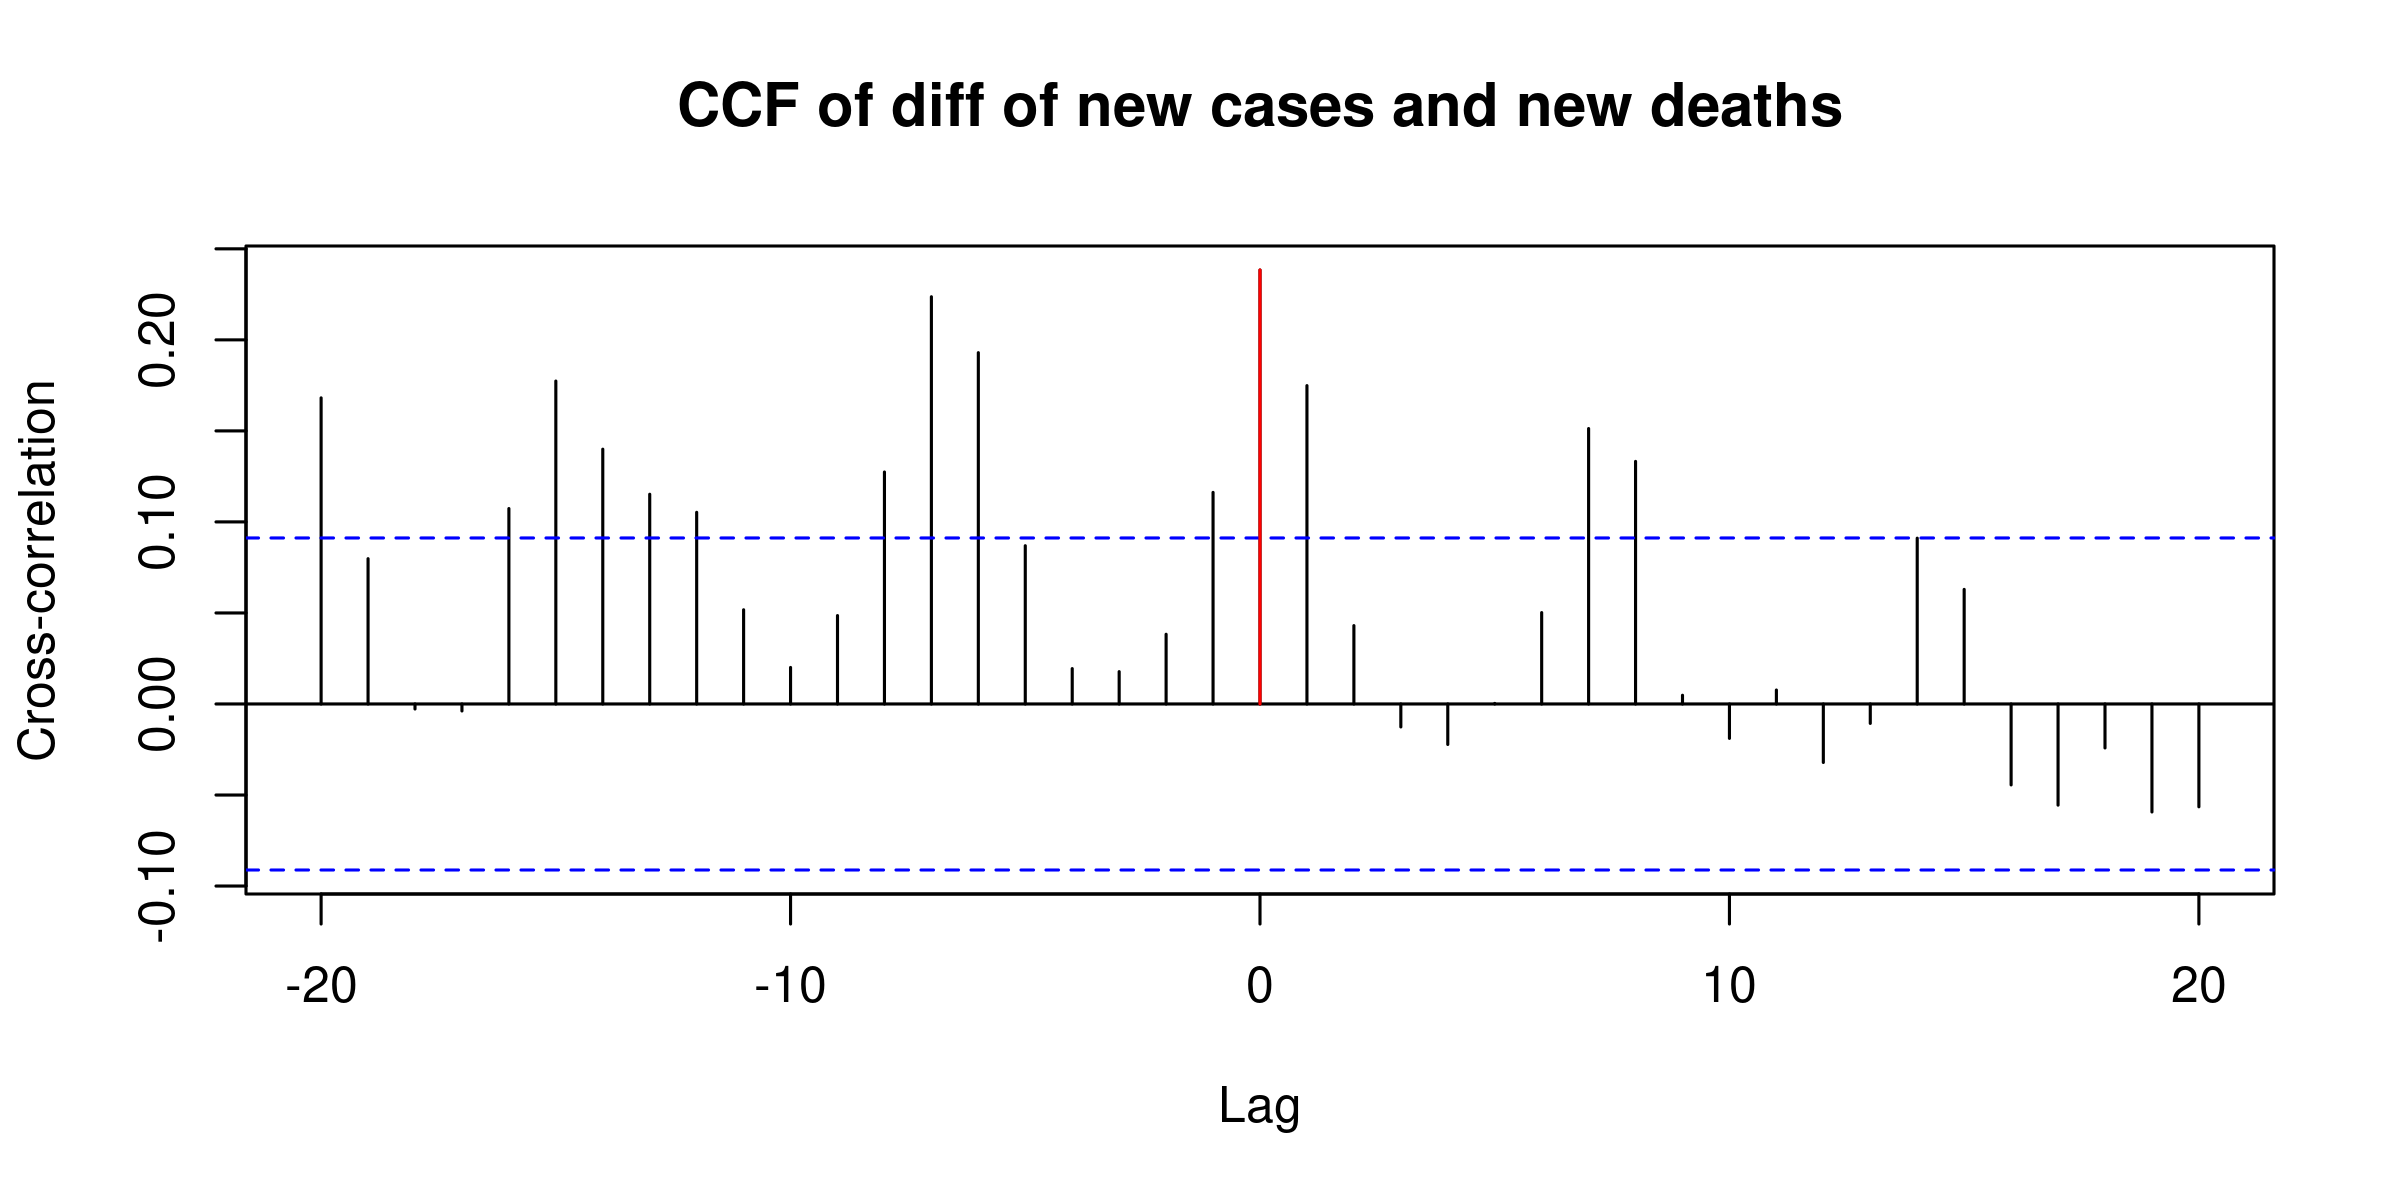 CCF of diff of new cases and new deaths
Cross-correlation
0.20
0.10
0.00
-0.10
-20 -10 0 10 20
Lag